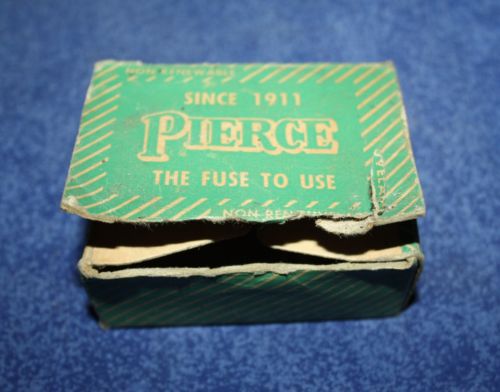 NON-RENEWABLE
SINCE 1911
PIERCE
THE FUSE TO USE